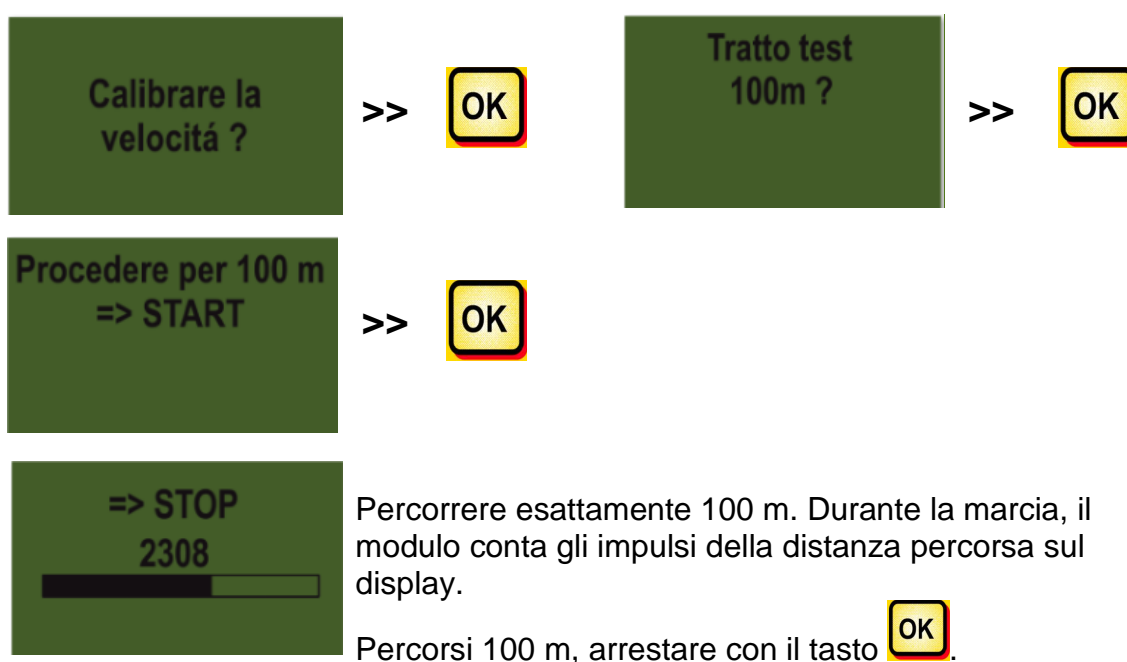 Calibrare la
velocitá ?
>>
OK
Tratto test
100m ?
>>
OK
Procedere per 100 m
=> START
>>
OK
=> STOP
2308
Percorrere esattamente 100 m. Durante la marcia, il
modulo conta gli impulsi della distanza percorsa sul
display.
Percorsi 100 m, arrestare con il tasto OK.